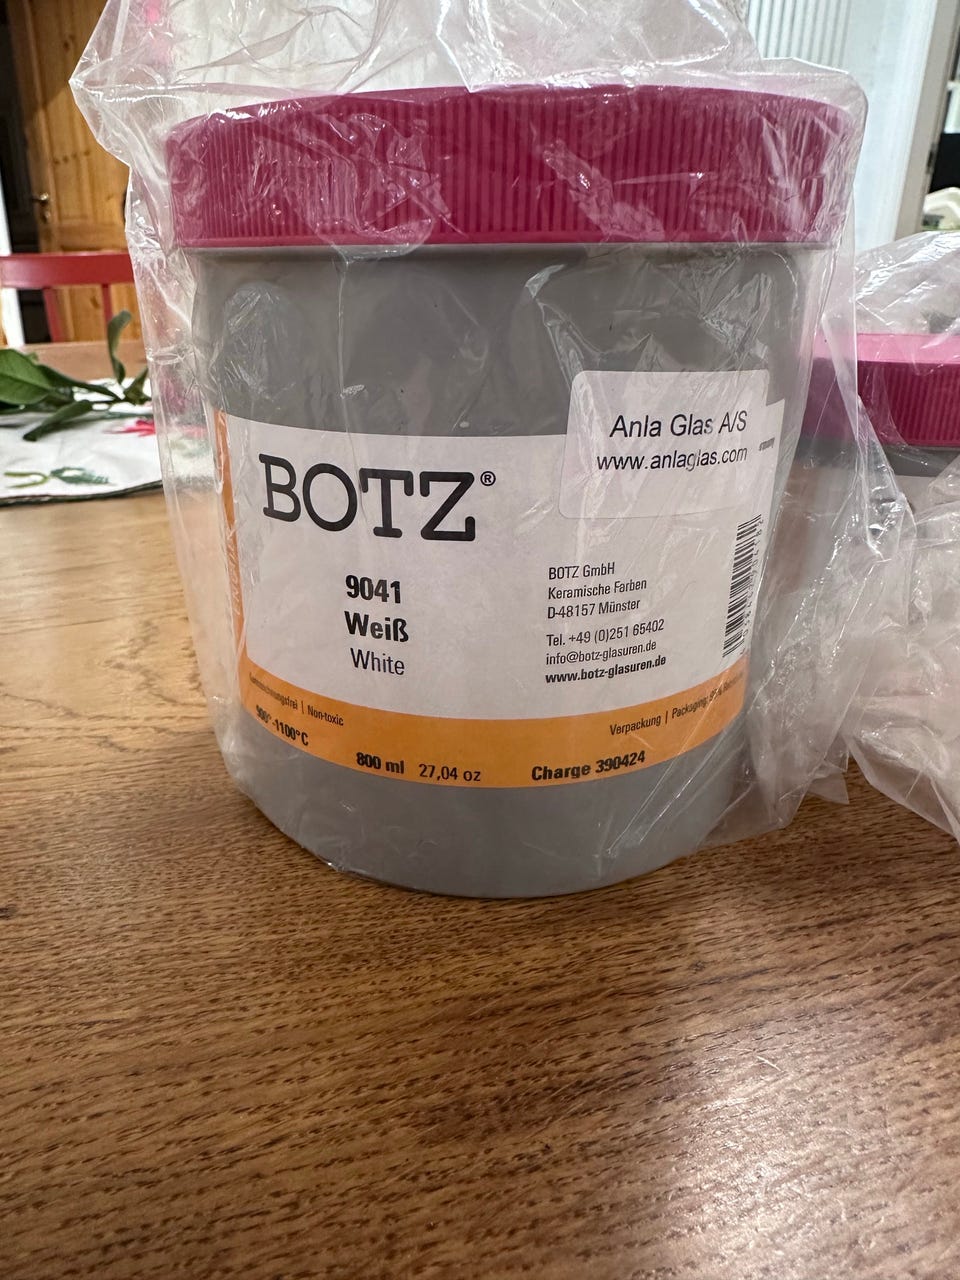 Anla Glas A/S
www.anlaglas.com
BOTZ®
9041
Weiß
White
BOTZ GmbH
Keramische Farben
D-48157 Münster
Tel. +49 (0)251 65402
info@botz-glasuren.de
www.botz-glasuren.de
| Non-toxic
900°-1100°C
800 ml 27,04 oz
Verpackung | Packaging:
Charge 390424